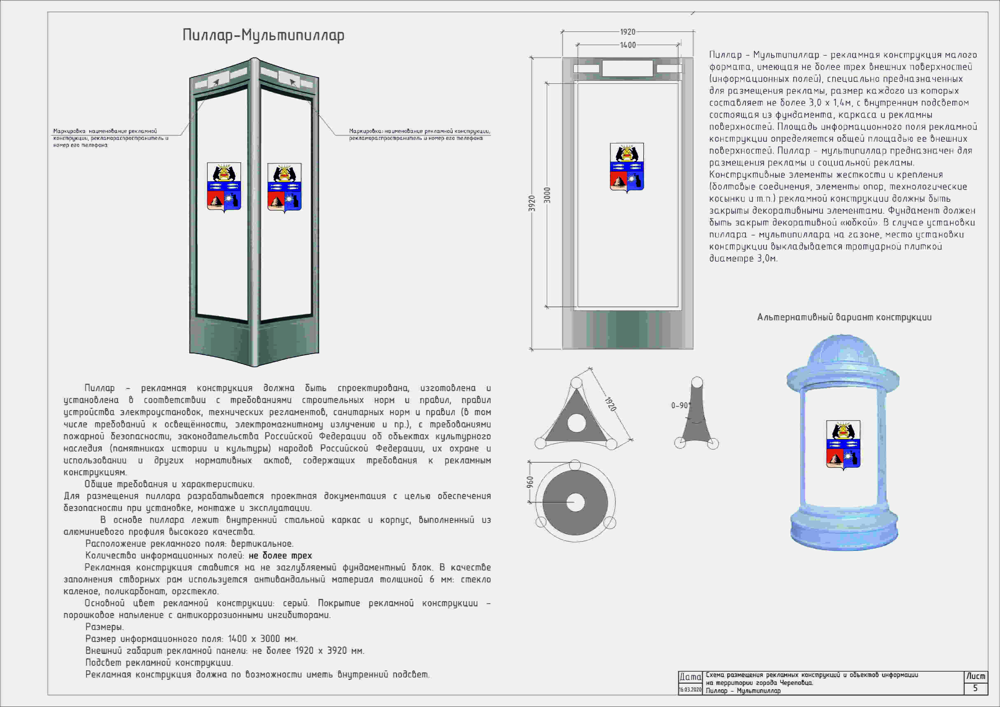 Пиллар-Мультипиллар
Маркировка: наименование рекламной
конструкции, рекламораспространитель и
номер его телефона
Маркировка: наименование рекламной конструкции,
рекламораспространитель и номер его телефона
1920
1400
3920
3000
Пиллар - Мультипиллар - рекламная конструкция малого
формата, имеющая не более трех внешних поверхностей
(информационных полей), специально предназначенных
для размещения рекламы, размер каждого из которых
составляет не более 3,0 х 1,4м, с внутренним подсветом
состоящая из фундамента, каркаса и рекламны
поверхностей. Площадь информационного поля рекламной
конструкции определяется общей площадью ее внешних
поверхностей. Пиллар - мультипиллар предназначен для
размещения рекламы и социальной рекламы.
Конструктивные элементы жесткости и крепления
(болтовые соединения, элементы опор, технологические
косынки и т.п.) рекламной конструкции должны быть
закрыты декоративными элементами. Фундамент должен
быть закрыт декоративной «юбкой». В случае установки
пиллара - мультипиллара на газоне, место установки
конструкции выкладывается тротуарной плиткой
диаметре 3,0м.
Альтернативный вариант конструкции
1920
0-90°
960
Пиллар - рекламная конструкция должна быть спроектирована, изготовлена и
установлена в соответствии с требованиями строительных норм и правил, правил
устройства электроустановок, технических регламентов, санитарных норм и правил (в том
числе требований к освещённости, электромагнитному излучению и пр.), с требованиями
пожарной безопасности, законодательства Российской Федерации об объектах культурного
наследия (памятниках истории и культуры) народов Российской Федерации, их охране и
использовании и других нормативных актов, содержащих требования к рекламным
конструкциям.
Общие требования и характеристики.
Для размещения пиллара разрабатывается проектная документация с целью обеспечения
безопасности при установке, монтаже и эксплуатации.
В основе пиллара лежит внутренний стальной каркас и корпус, выполненный из
алюминиевого профиля высокого качества.
Расположение рекламного поля: вертикальное.
Количество информационных полей: не более трех
Рекламная конструкция ставится на не заглубляемый фундаментный блок. В качестве
заполнения створных рам используется антивандальный материал толщиной 6 мм: стекло
каленое, поликарбонат, оргстекло.
Основной цвет рекламной конструкции: серый. Покрытие рекламной конструкции -
порошковое напыление с антикоррозионными ингибиторами.
Размеры.
Размер информационного поля: 1400 х 3000 мм.
Внешний габарит рекламной панели: не более 1920 х 3920 мм.
Подсвет рекламной конструкции.
Рекламная конструкция должна по возможности иметь внутренний подсвет.
Дата
16.03.2020
Схема размещения рекламных конструкций и объектов информации
на территории города Череповца.
Пиллар - Мультипиллар
Лист
5